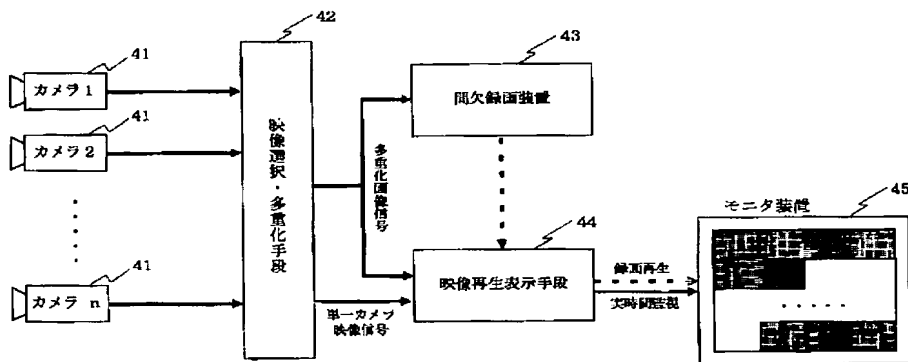 41
カメラ1
41
カメラ2
41
カメラ n
42
映像選択・多重化手段
多重化画像信号
単一カメラ
映像信号
43
間欠録画装置
44
映像再生表示手段
録画再生
実時間監視
45
モニタ装置